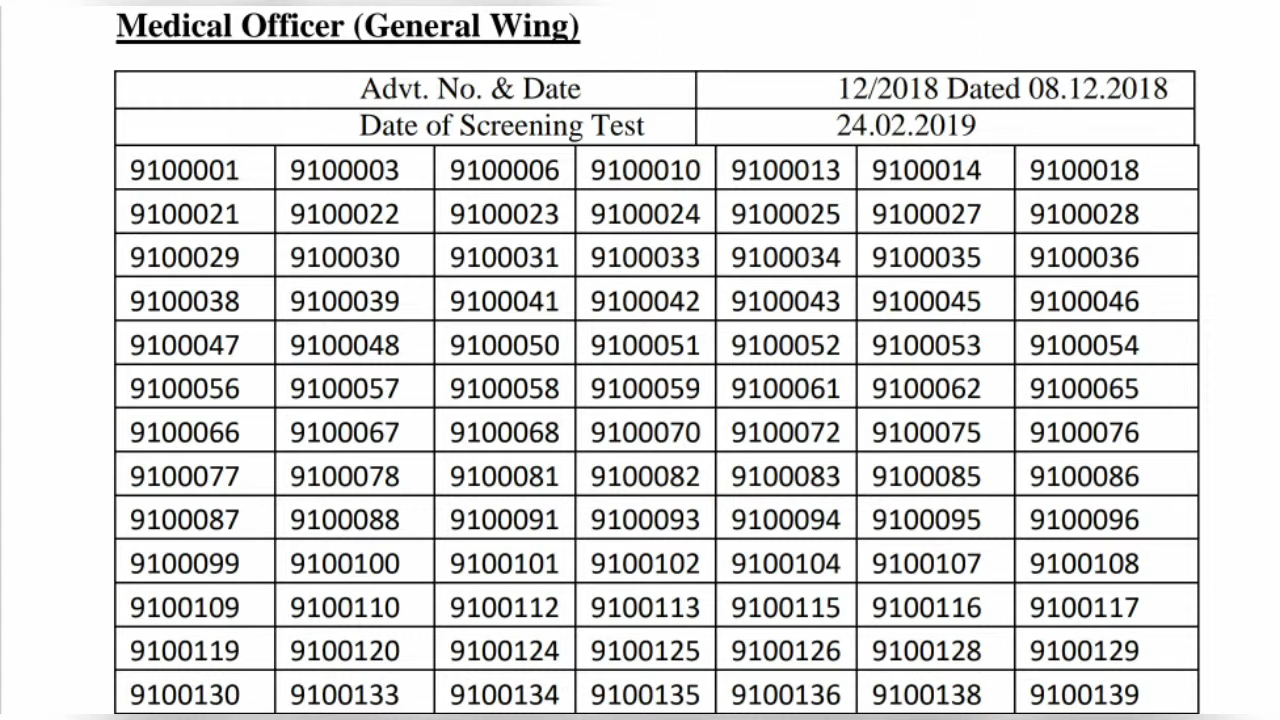 Medical Officer (General Wing)
Advt. No. & Date 12/2018 Dated 08.12.2018
Date of Screening Test 24.02.2019
9100001 9100003 9100006 9100010 9100013 9100014 9100018
9100021 9100022 9100023 9100024 9100025 9100027 9100028
9100029 9100030 9100031 9100033 9100034 9100035 9100036
9100038 9100039 9100041 9100042 9100043 9100045 9100046
9100047 9100048 9100050 9100051 9100052 9100053 9100054
9100056 9100057 9100058 9100059 9100061 9100062 9100065
9100066 9100067 9100068 9100070 9100072 9100075 9100076
9100077 9100078 9100081 9100082 9100083 9100085 9100086
9100087 9100088 9100091 9100093 9100094 9100095 9100096
9100099 9100100 9100101 9100102 9100104 9100107 9100108
9100109 9100110 9100112 9100113 9100115 9100116 9100117
9100119 9100120 9100124 9100125 9100126 9100128 9100129
9100130 9100133 9100134 9100135 9100136 9100138 9100139